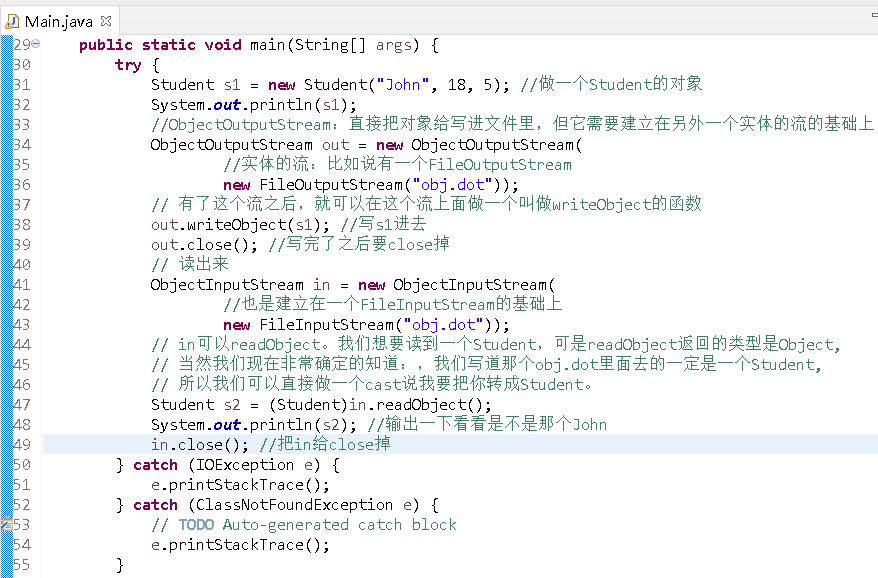 Main.java
29 public static void main(String[] args) {
30 try {
31 Student s1 = new Student("John", 18, 5); //做一个Student的对象
32 System.out.println(s1);
33 //ObjectOutputStream：直接把对象给写进文件里，但它需要建立在另外一个实体的流的基础上
34 ObjectOutputStream out = new ObjectOutputStream(
35 //实体的流：比如说有一个FileOutputStream
36 new FileOutputStream("obj.dot"));
37 // 有了这个流之后，就可以在这个流上面做一个叫做writeObject的函数
38 out.writeObject(s1); //写s1进去
39 out.close(); //写完了之后要close掉
40 // 读出来
41 ObjectInputStream in = new ObjectInputStream(
42 //也是建立在一个FileInputStream的基础上
43 new FileInputStream("obj.dot"));
44 // in可以readObject。我们想要读到一个Student，可是readObject返回的类型是Object,
45 // 当然我们现在非常确定的知道：，我们写道那个obj.dot里面去的一定是一个Student,
46 // 所以我们可以直接做一个cast说我要把你转成Student。
47 Student s2 = (Student)in.readObject();
48 System.out.println(s2); //输出一下看看是不是那个John
49 in.close(); //把in给close掉
50 } catch (IOException e) {
51 e.printStackTrace();
52 } catch (ClassNotFoundException e) {
53 // TODO Auto-generated catch block
54 e.printStackTrace();
55 }